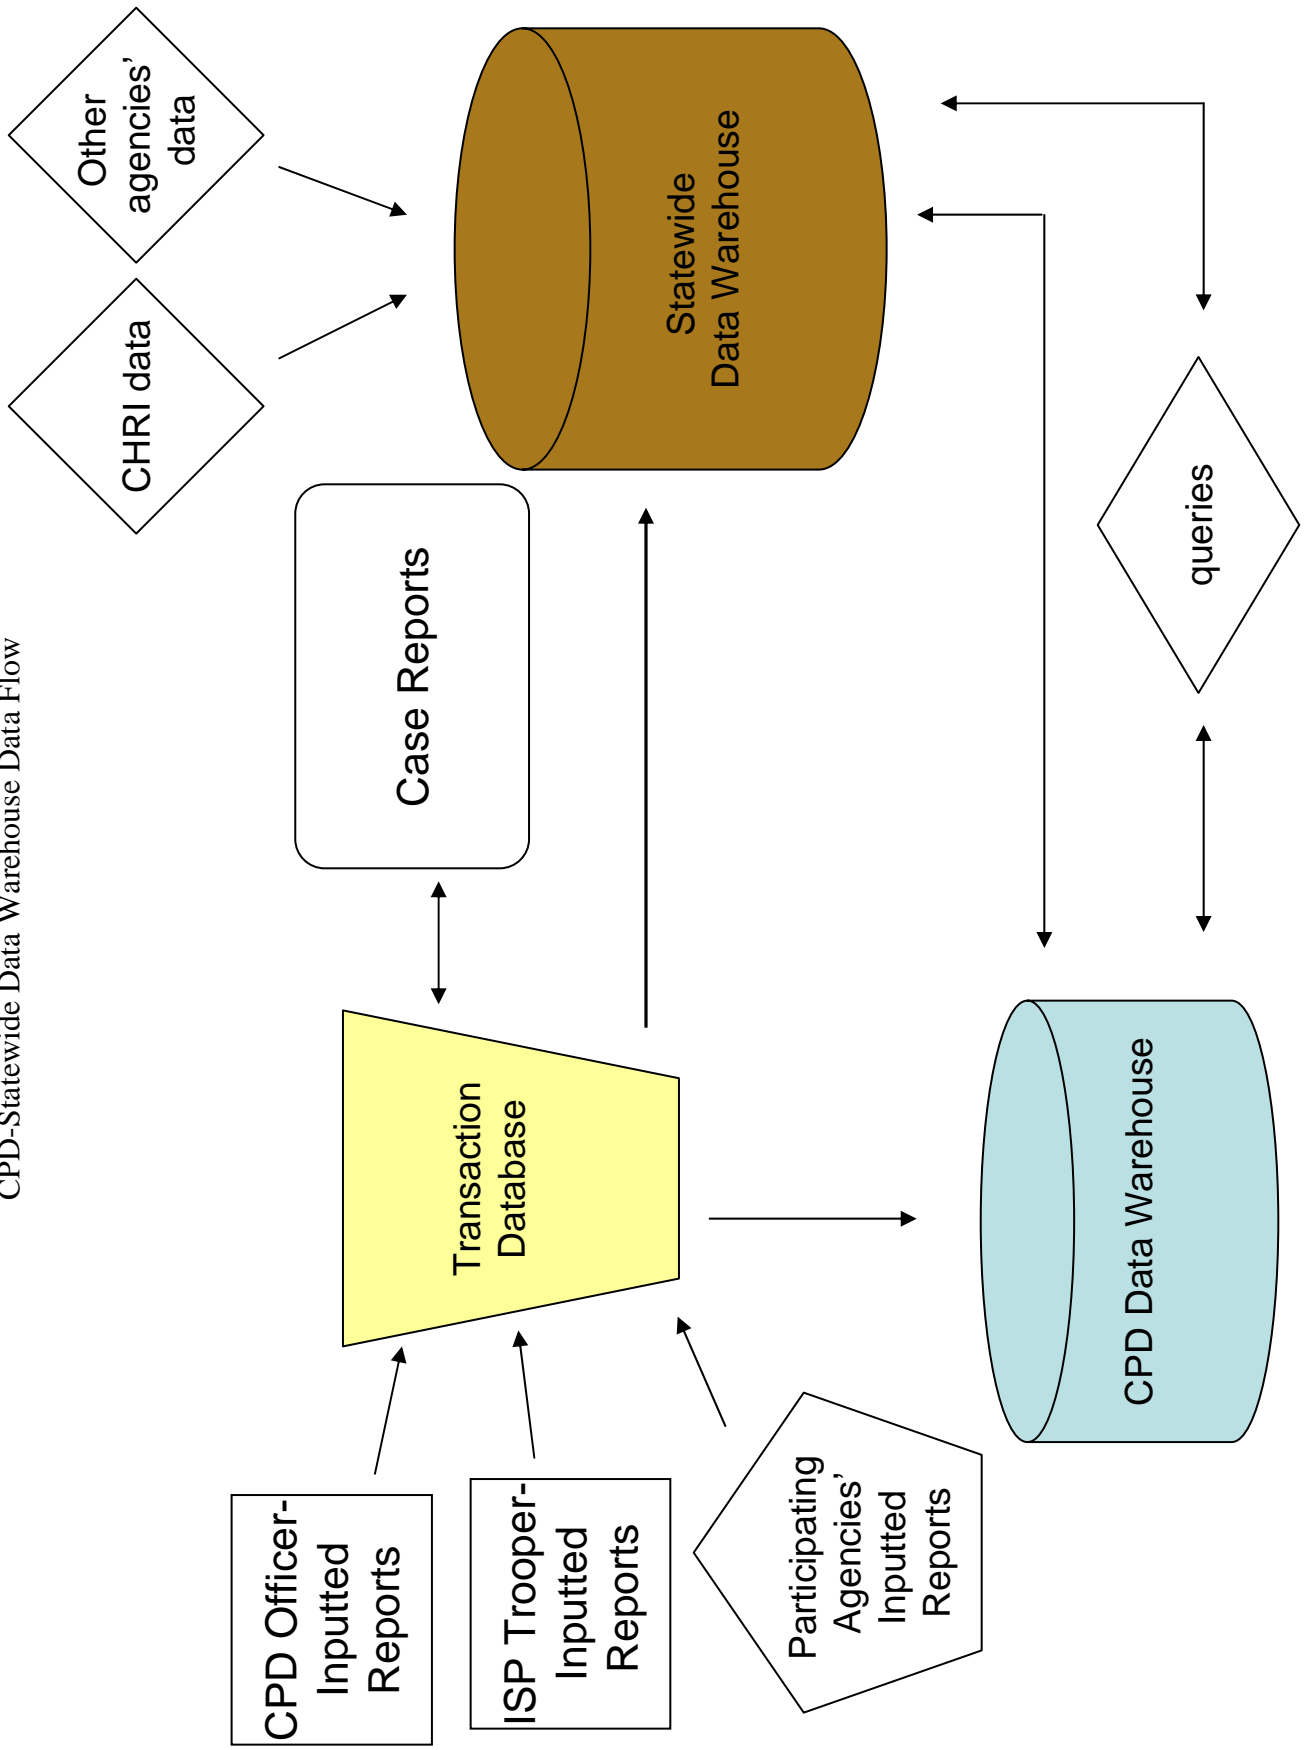 CPD-Statewide Data Warehouse Data Flow
CPD Officer-
Inputted
Reports
ISP Trooper-
Inputted
Reports
Participating
Agencies’
Inputted
Reports
Transaction
Database
Case Reports
CHRI data
Other
agencies’
data
Statewide
Data Warehouse
CPD Data Warehouse
queries